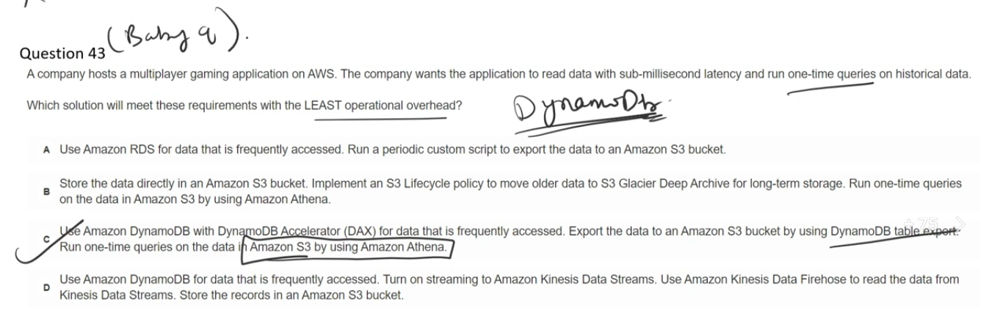 (Baby q).
Question 43
A company hosts a multiplayer gaming application on AWS. The company wants the application to read data with sub-millisecond latency and run one-time queries on historical data.
Which solution will meet these requirements with the LEAST operational overhead?
DynamoDb
A Use Amazon RDS for data that is frequently accessed. Run a periodic custom script to export the data to an Amazon S3 bucket.
B Store the data directly in an Amazon S3 bucket. Implement an S3 Lifecycle policy to move older data to S3 Glacier Deep Archive for long-term storage. Run one-time queries
on the data in Amazon S3 by using Amazon Athena.
+75
C Use Amazon DynamoDB with DynamoDB Accelerator (DAX) for data that is frequently accessed. Export the data to an Amazon S3 bucket by using DynamoDB table export.
Run one-time queries on the data in Amazon S3 by using Amazon Athena.
D Use Amazon DynamoDB for data that is frequently accessed. Turn on streaming to Amazon Kinesis Data Streams. Use Amazon Kinesis Data Firehose to read the data from
Kinesis Data Streams. Store the records in an Amazon S3 bucket.